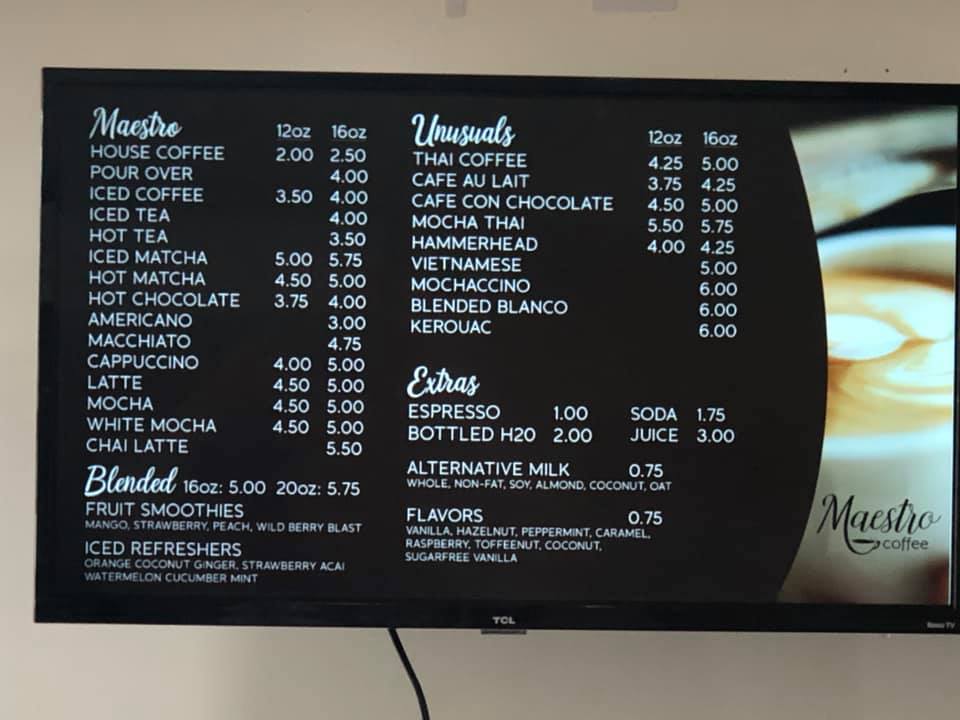 Maestro 12oz 16oz
HOUSE COFFEE 2.00 2.50
POUR OVER 4.00
ICED COFFEE 3.50 4.00
ICED TEA 4.00
HOT TEA 3.50
ICED MATCHA 5.00 5.75
HOT MATCHA 4.50 5.00
HOT CHOCOLATE 3.75 4.00
AMERICANO 3.00
MACCHIATO 4.75
CAPPUCCINO 4.00 5.00
LATTE 4.50 5.00
MOCHA 4.50 5.00
WHITE MOCHA 4.50 5.00
CHAI LATTE 5.50
Blended 16oz: 5.00 20oz: 5.75
FRUIT SMOOTHIES
MANGO, STRAWBERRY, PEACH, WILD BERRY BLAST
ICED REFRESHERS
ORANGE COCONUT GINGER, STRAWBERRY ACAI
WATERMELON CUCUMBER MINT
Unusuals 12oz 16oz
THAI COFFEE 4.25 5.00
CAFE AU LAIT 3.75 4.25
CAFE CON CHOCOLATE 4.50 5.00
MOCHA THAI 5.50 5.75
HAMMERHEAD 4.00 4.25
VIETNAMESE 5.00
MOCHACCINO 6.00
BLENDED BLANCO 6.00
KEROUAC 6.00
Extras
ESPRESSO 1.00 SODA 1.75
BOTTLED H20 2.00 JUICE 3.00
ALTERNATIVE MILK 0.75
WHOLE, NON-FAT, SOY, ALMOND, COCONUT, OAT
FLAVORS 0.75
VANILLA, HAZELNUT, PEPPERMINT, CARAMEL,
RASPBERRY, TOFFEENUT, COCONUT,
SUGARFREE VANILLA
Maestro
coffee
TCL
Roku TV